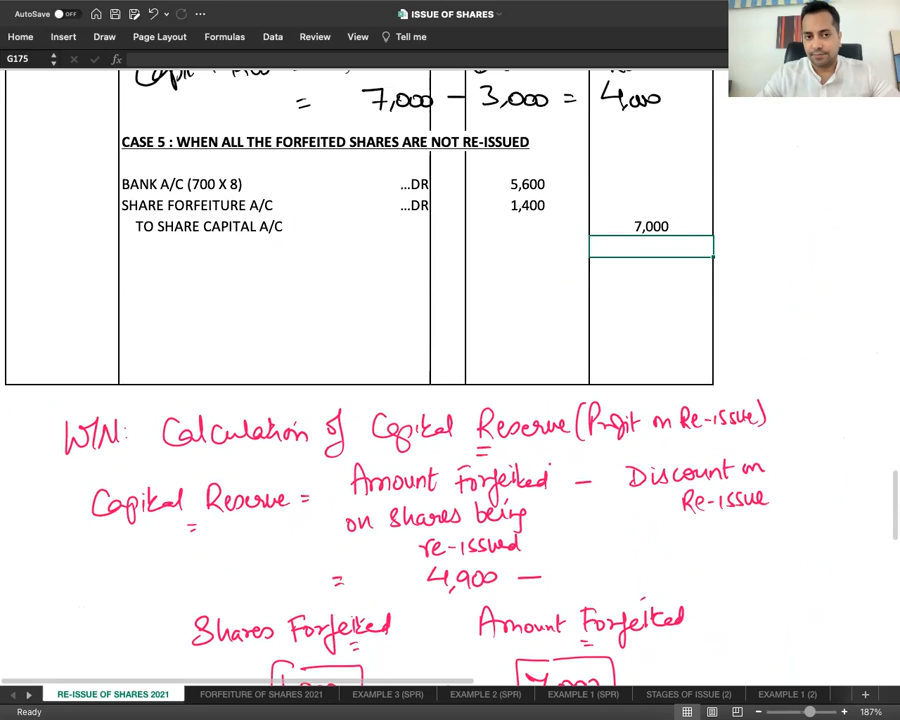 AutoSave OFF ISSUE OF SHARES
Home Insert Draw Page Layout Formulas Data Review View Tell me
G175 fx
= 7,000 – 3,000 = 4,000
CASE 5 : WHEN ALL THE FORFEITED SHARES ARE NOT RE-ISSUED
BANK A/C (700 X 8) ...DR 5,600
SHARE FORFEITURE A/C ...DR 1,400
TO SHARE CAPITAL A/C 7,000
W/N: Calculation of Capital Reserve (Profit on Re-issue)
Capital Reserve = Amount Forfeited – Discount on
on shares being Re-issue
re-issued
= 4,900 –
Shares Forfeited Amount Forfeited
RE-ISSUE OF SHARES 2021 FORFEITURE OF SHARES 2021 EXAMPLE 3 (SPR) EXAMPLE 2 (SPR) EXAMPLE 1 (SPR) STAGES OF ISSUE (2) EXAMPLE 1 (2)
Ready 187%